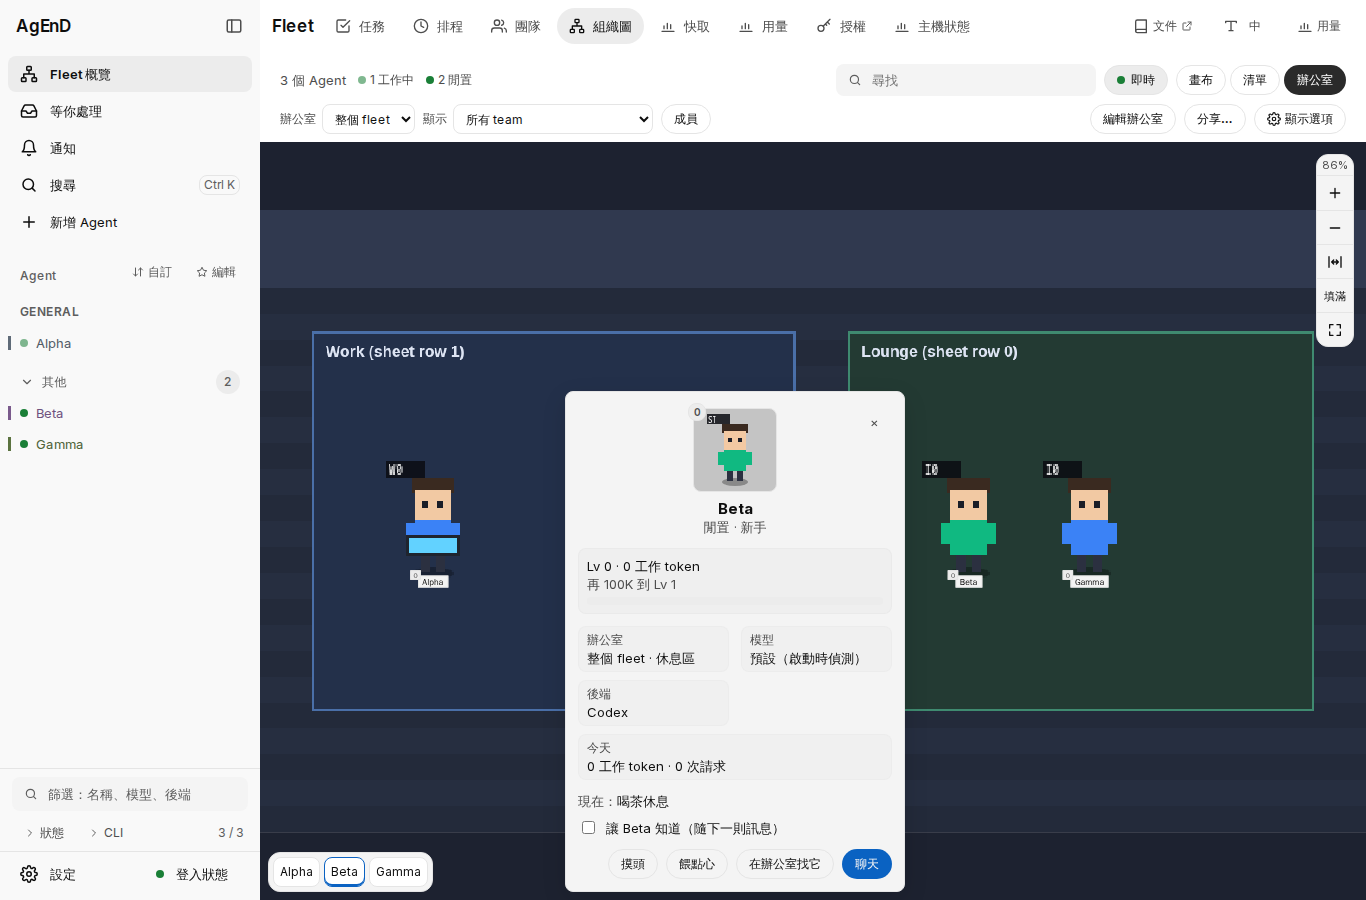 AgEnD
Fleet 概覽
等你處理
通知
搜尋
Ctrl K
新增 Agent
Agent
自訂
編輯
GENERAL
Alpha
其他
2
Beta
Gamma
篩選：名稱、模型、後端
狀態
CLI
3 / 3
設定
登入狀態
Fleet
任務
排程
團隊
組織圖
快取
用量
授權
主機狀態
文件
中
用量
3 個 Agent
1 工作中
2 閒置
尋找
即時
畫布
清單
辦公室
辦公室
整個 fleet
顯示
所有 team
成員
編輯辦公室
分享...
顯示選項
86%
填滿
Work (sheet row 1)
Lounge (sheet row 0)
W0
0
Alpha
I0
0
Beta
I0
0
Gamma
0
ST
×
Beta
閒置 · 新手
Lv 0 · 0 工作 token
再 100K 到 Lv 1
辦公室
整個 fleet · 休息區
模型
預設（啟動時偵測）
後端
Codex
今天
0 工作 token · 0 次請求
現在：喝茶休息
讓 Beta 知道（隨下一則訊息）
摸頭
餵點心
在辦公室找它
聊天
Alpha
Beta
Gamma